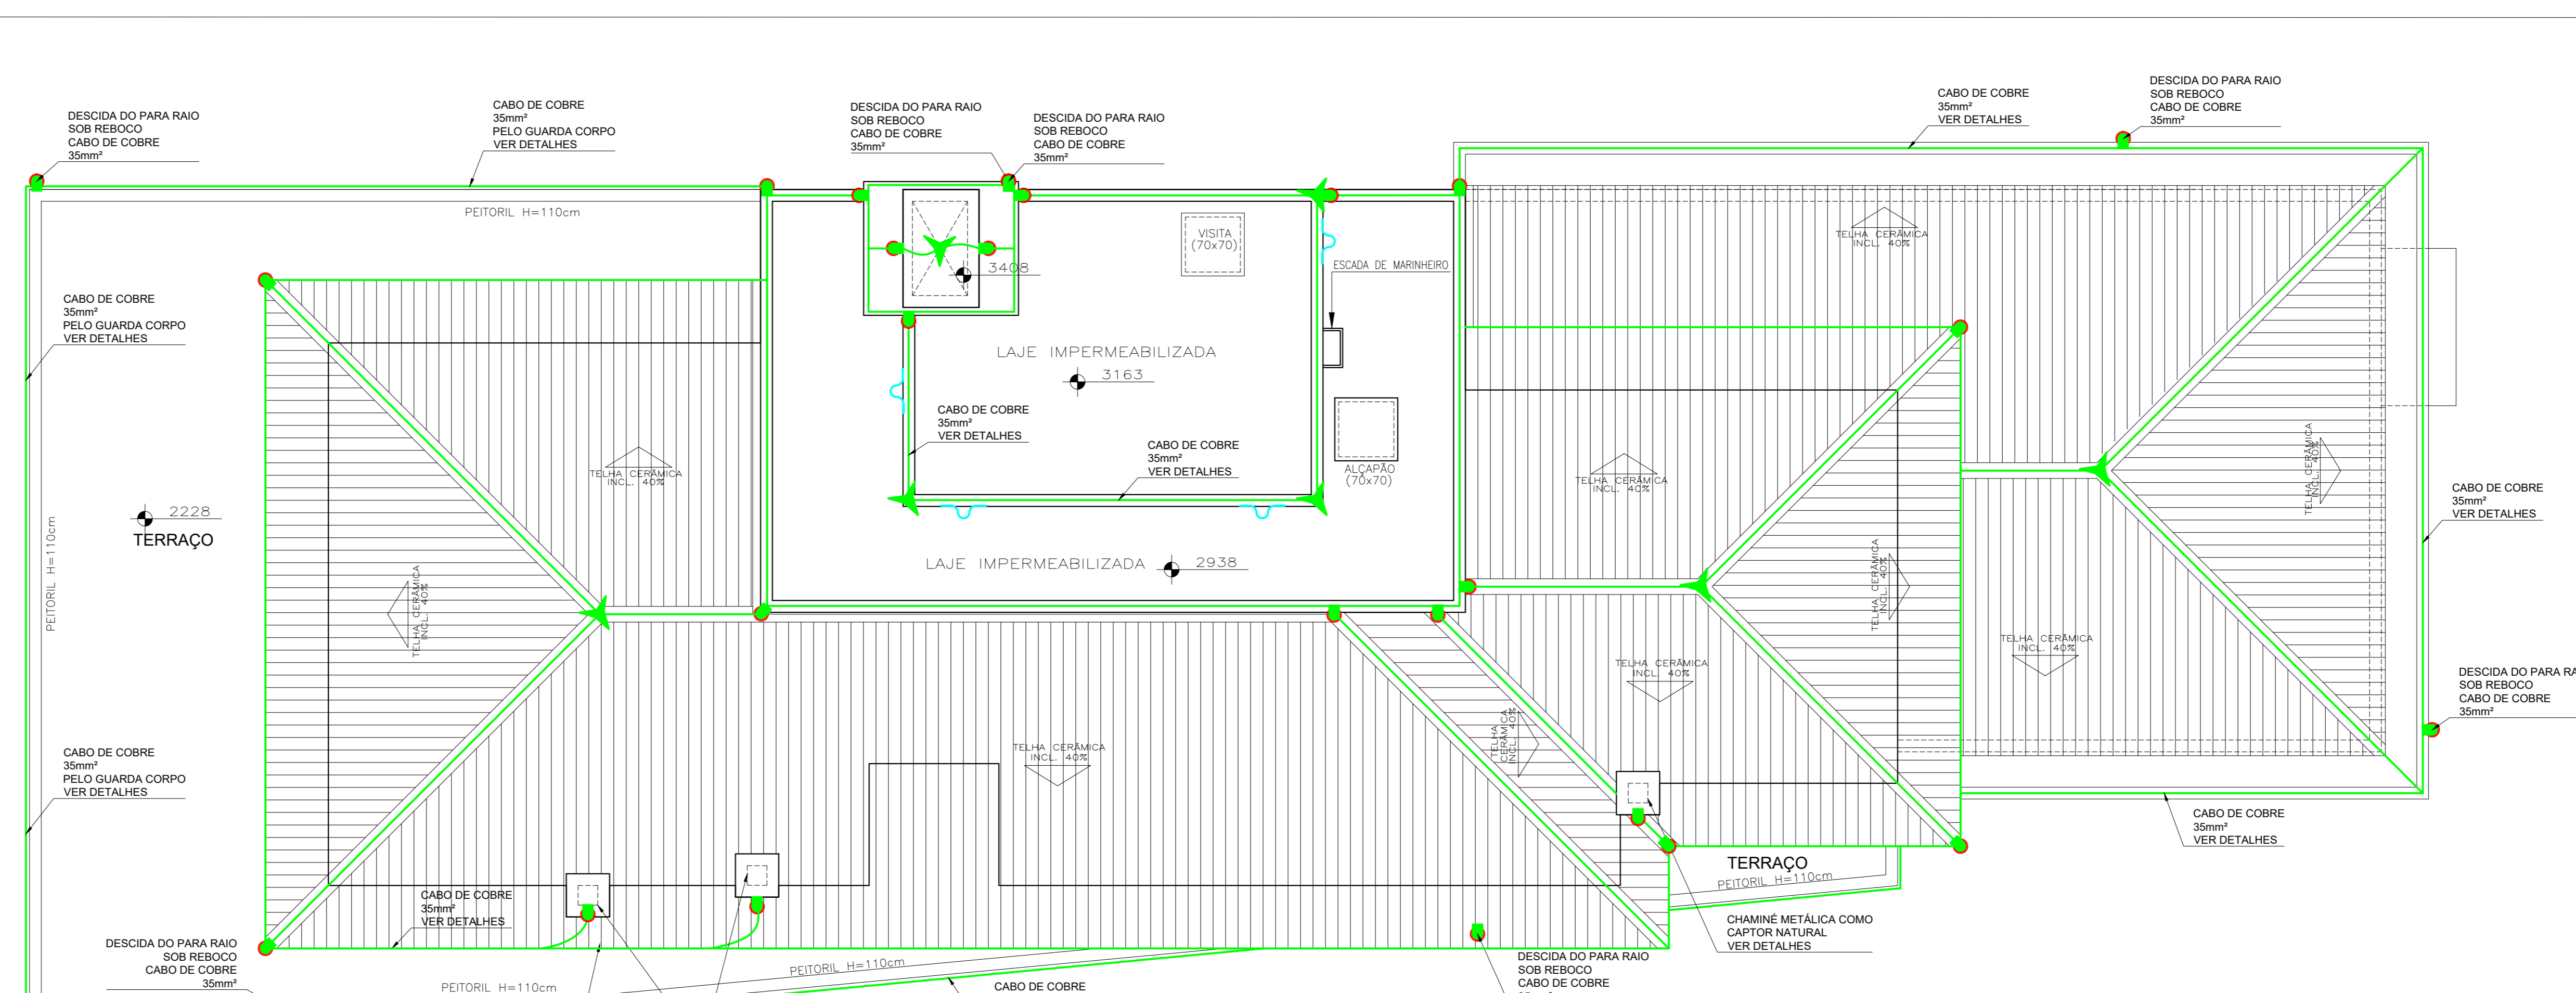 DESCIDA DO PARA RAIO
SOB REBOCO
CABO DE COBRE
35mm²
CABO DE COBRE
35mm²
PELO GUARDA CORPO
VER DETALHES
DESCIDA DO PARA RAIO
SOB REBOCO
CABO DE COBRE
35mm²
DESCIDA DO PARA RAIO
SOB REBOCO
CABO DE COBRE
35mm²
CABO DE COBRE
35mm²
VER DETALHES
DESCIDA DO PARA RAIO
SOB REBOCO
CABO DE COBRE
35mm²
PEITORIL H=110cm
VISITA
(70x70)
TELHA CERÂMICA
INCL. 40%
3408
ESCADA DE MARINHEIRO
CABO DE COBRE
35mm²
PELO GUARDA CORPO
VER DETALHES
LAJE IMPERMEABILIZADA
3163
CABO DE COBRE
35mm²
VER DETALHES
CABO DE COBRE
35mm²
VER DETALHES
ALÇAPÃO
(70x70)
TELHA CERÂMICA
INCL. 40%
TELHA CERÂMICA
INCL. 40%
TELHA CERÂMICA
INCL. 40%
CABO DE COBRE
35mm²
VER DETALHES
2228
TERRAÇO
PEITORIL H=110cm
LAJE IMPERMEABILIZADA
2938
TELHA CERÂMICA
INCL. 40%
TELHA CERÂMICA
INCL. 40%
TELHA CERÂMICA
INCL. 40%
TELHA CERÂMICA
INCL. 40%
DESCIDA DO PARA RA
SOB REBOCO
CABO DE COBRE
35mm²
TELHA
CERÂMICA
INCL. 40%
TELHA CERÂMICA
INCL. 40%
CABO DE COBRE
35mm²
PELO GUARDA CORPO
VER DETALHES
CABO DE COBRE
35mm²
VER DETALHES
TERRAÇO
PEITORIL H=110cm
CABO DE COBRE
35mm²
VER DETALHES
CHAMINÉ METÁLICA COMO
CAPTOR NATURAL
VER DETALHES
DESCIDA DO PARA RAIO
SOB REBOCO
CABO DE COBRE
35mm²
PEITORIL H=110cm
PEITORIL H=110cm
CABO DE COBRE
DESCIDA DO PARA RAIO
SOB REBOCO
CABO DE COBRE